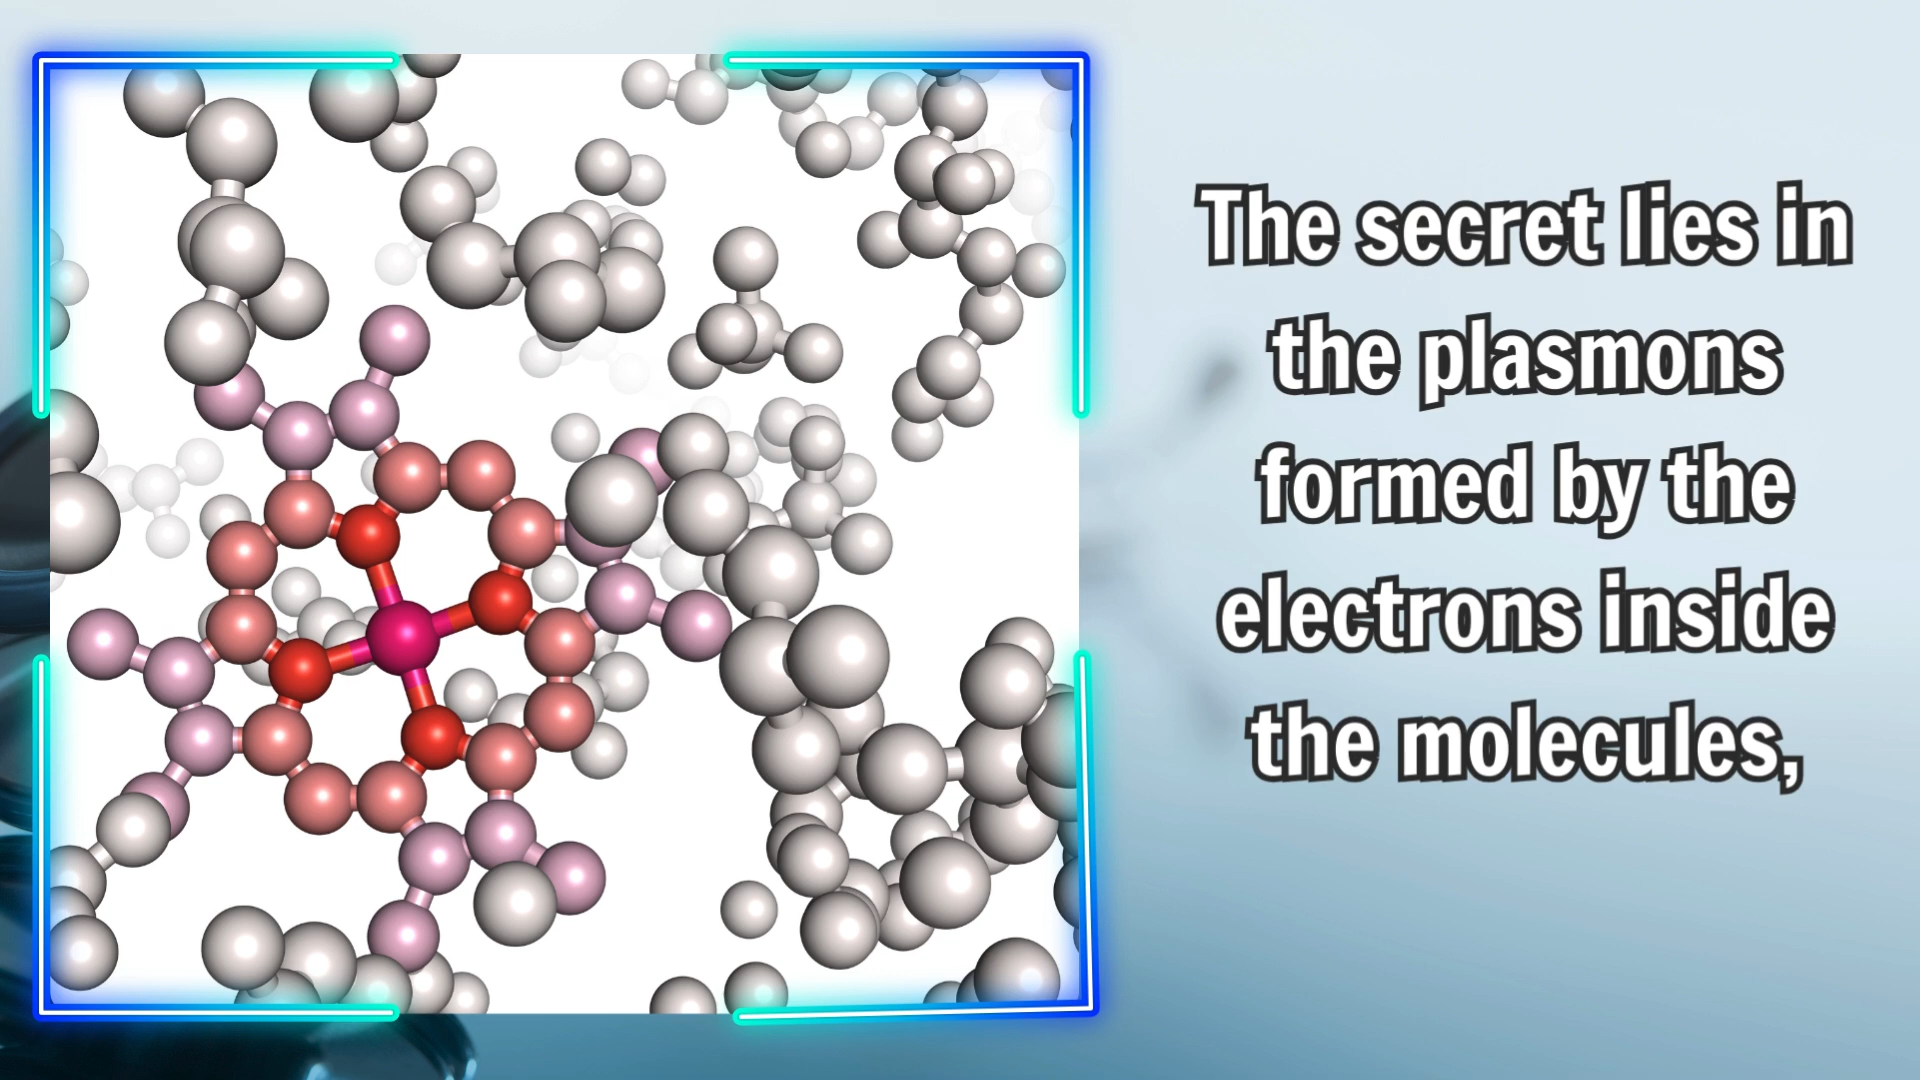 The secret lies in
the plasmons
formed by the
electrons inside
the molecules,